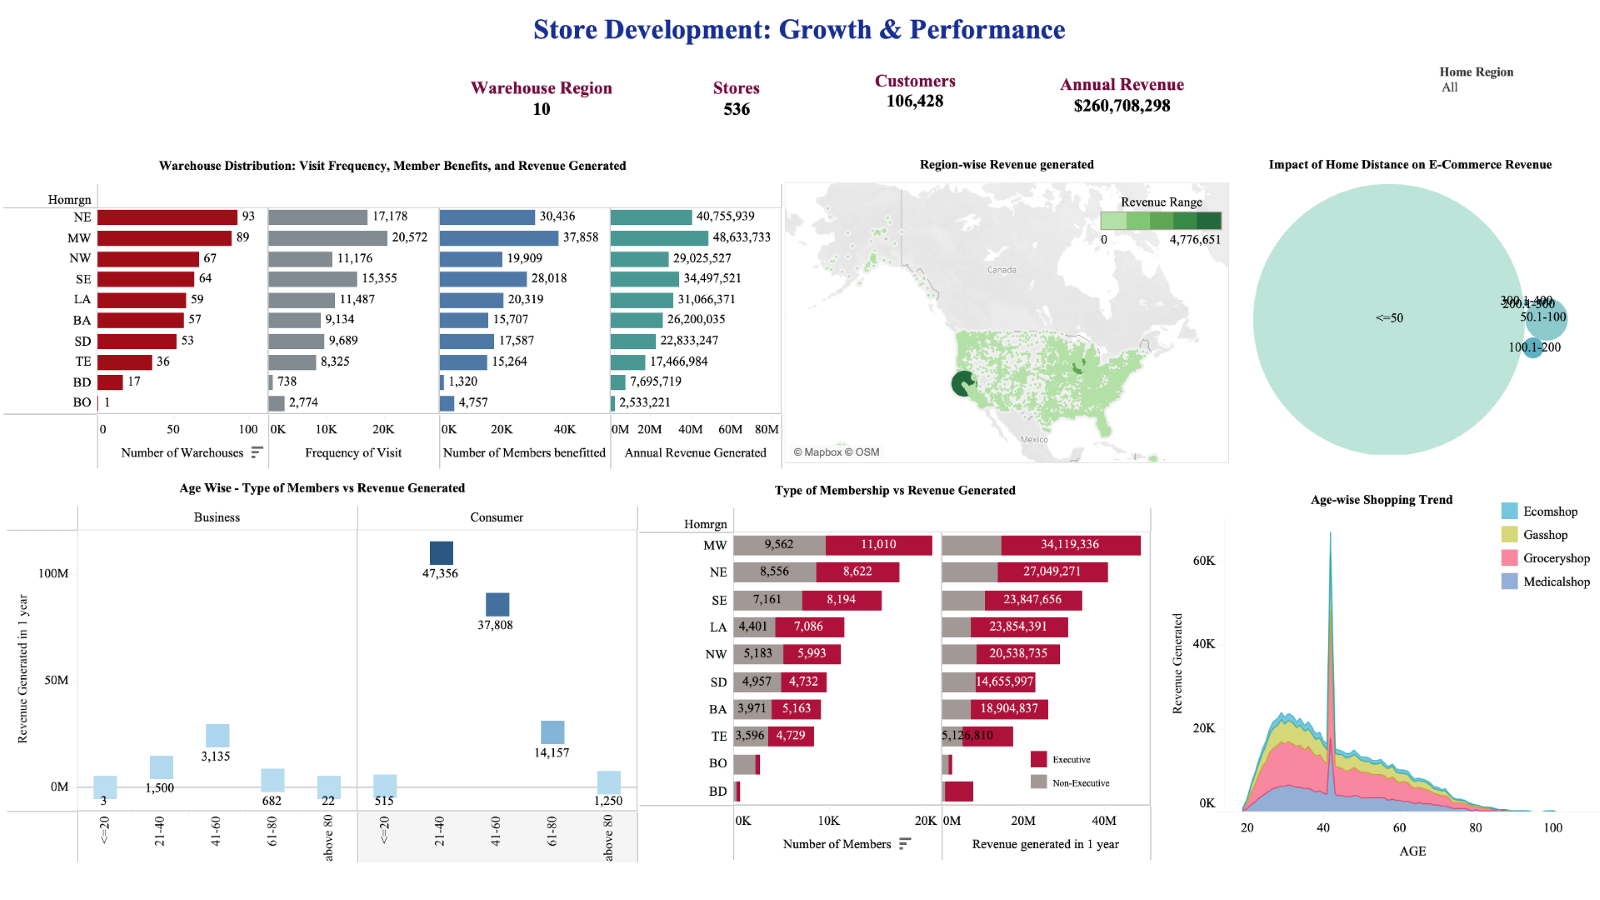 Store Development: Growth & Performance
Warehouse Region
10
Stores
536
Customers
106,428
Annual Revenue
$260,708,298
Home Region
All
Warehouse Distribution: Visit Frequency, Member Benefits, and Revenue Generated
Homrgn
NE 93 17,178 30,436 40,755,939
MW 89 20,572 37,858 48,633,733
NW 67 11,176 19,909 29,025,527
SE 64 15,355 28,018 34,497,521
LA 59 11,487 20,319 31,066,371
BA 57 9,134 15,707 26,200,035
SD 53 9,689 17,587 22,833,247
TE 36 8,325 15,264 17,466,984
BD 17 738 1,320 7,695,719
BO 1 2,774 4,757 2,533,221
0 50 100 0K 10K 20K 0K 20K 40K 0M 20M 40M 60M 80M
Number of Warehouses Frequency of Visit Number of Members benefitted Annual Revenue Generated
Region-wise Revenue generated
Revenue Range
0 4,776,651
Canada
Mexico
© Mapbox © OSM
Impact of Home Distance on E-Commerce Revenue
<=50
300.1-400
50.1-100
100.1-200
Age Wise - Type of Members vs Revenue Generated
Business Consumer
Revenue Generated in 1 year
100M
50M
0M
47,356
37,808
3,135
14,157
1,500
3
682
22
515
1,250
<=20 21-40 41-60 61-80 above 80 <=20 21-40 41-60 61-80 above 80
Type of Membership vs Revenue Generated
Homrgn
MW 9,562 11,010 34,119,336
NE 8,556 8,622 27,049,271
SE 7,161 8,194 23,847,656
LA 4,401 7,086 23,854,391
NW 5,183 5,993 20,538,735
SD 4,957 4,732 14,655,997
BA 3,971 5,163 18,904,837
TE 3,596 4,729 5,126,810
BO
BD
Executive
Non-Executive
0K 10K 20K 0M 20M 40M
Number of Members Revenue generated in 1 year
Age-wise Shopping Trend
Ecomshop
Gasshop
Groceryshop
Medicalshop
Revenue Generated
60K
40K
20K
0K
20 40 60 80 100
AGE